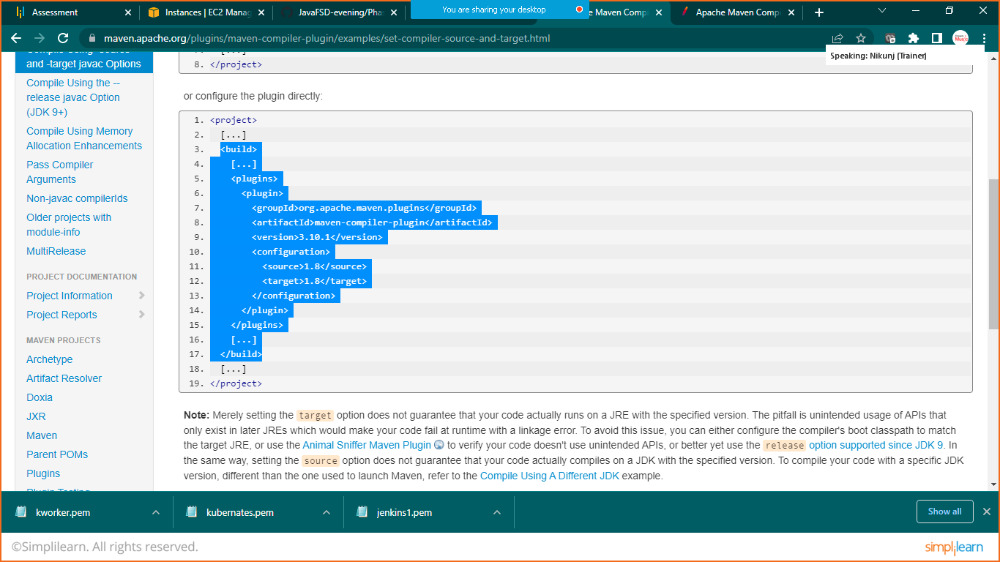 Assessment
Instances | EC2 Manag
JavaFSD-evening/Pha
You are sharing your desktop
e Maven Compi
Apache Maven Compi
maven.apache.org/plugins/maven-compiler-plugin/examples/set-compiler-source-and-target.html
Speaking: Nikunj (Trainer)
and -target javac Options
Compile Using the --
release javac Option
(JDK 9+)
Compile Using Memory
Allocation Enhancements
Pass Compiler
Arguments
Non-javac compilerIds
Older projects with
module-info
MultiRelease
PROJECT DOCUMENTATION
Project Information
Project Reports
MAVEN PROJECTS
Archetype
Artifact Resolver
Doxia
JXR
Maven
Parent POMs
Plugins
8. </project>
or configure the plugin directly:
1. <project>
2. [...]
3. <build>
4. [...]
5. <plugins>
6. <plugin>
7. <groupId>org.apache.maven.plugins</groupId>
8. <artifactId>maven-compiler-plugin</artifactId>
9. <version>3.10.1</version>
10. <configuration>
11. <source>1.8</source>
12. <target>1.8</target>
13. </configuration>
14. </plugin>
15. </plugins>
16. [...]
17. </build>
18. [...]
19. </project>
Note: Merely setting the target option does not guarantee that your code actually runs on a JRE with the specified version. The pitfall is unintended usage of APIs that
only exist in later JREs which would make your code fail at runtime with a linkage error. To avoid this issue, you can either configure the compiler's boot classpath to match
the target JRE, or use the Animal Sniffer Maven Plugin to verify your code doesn't use unintended APIs, or better yet use the release option supported since JDK 9. In
the same way, setting the source option does not guarantee that your code actually compiles on a JDK with the specified version. To compile your code with a specific JDK
version, different than the one used to launch Maven, refer to the Compile Using A Different JDK example.
kworker.pem
kubernates.pem
jenkins1.pem
Show all
©Simplilearn. All rights reserved.
simplilearn